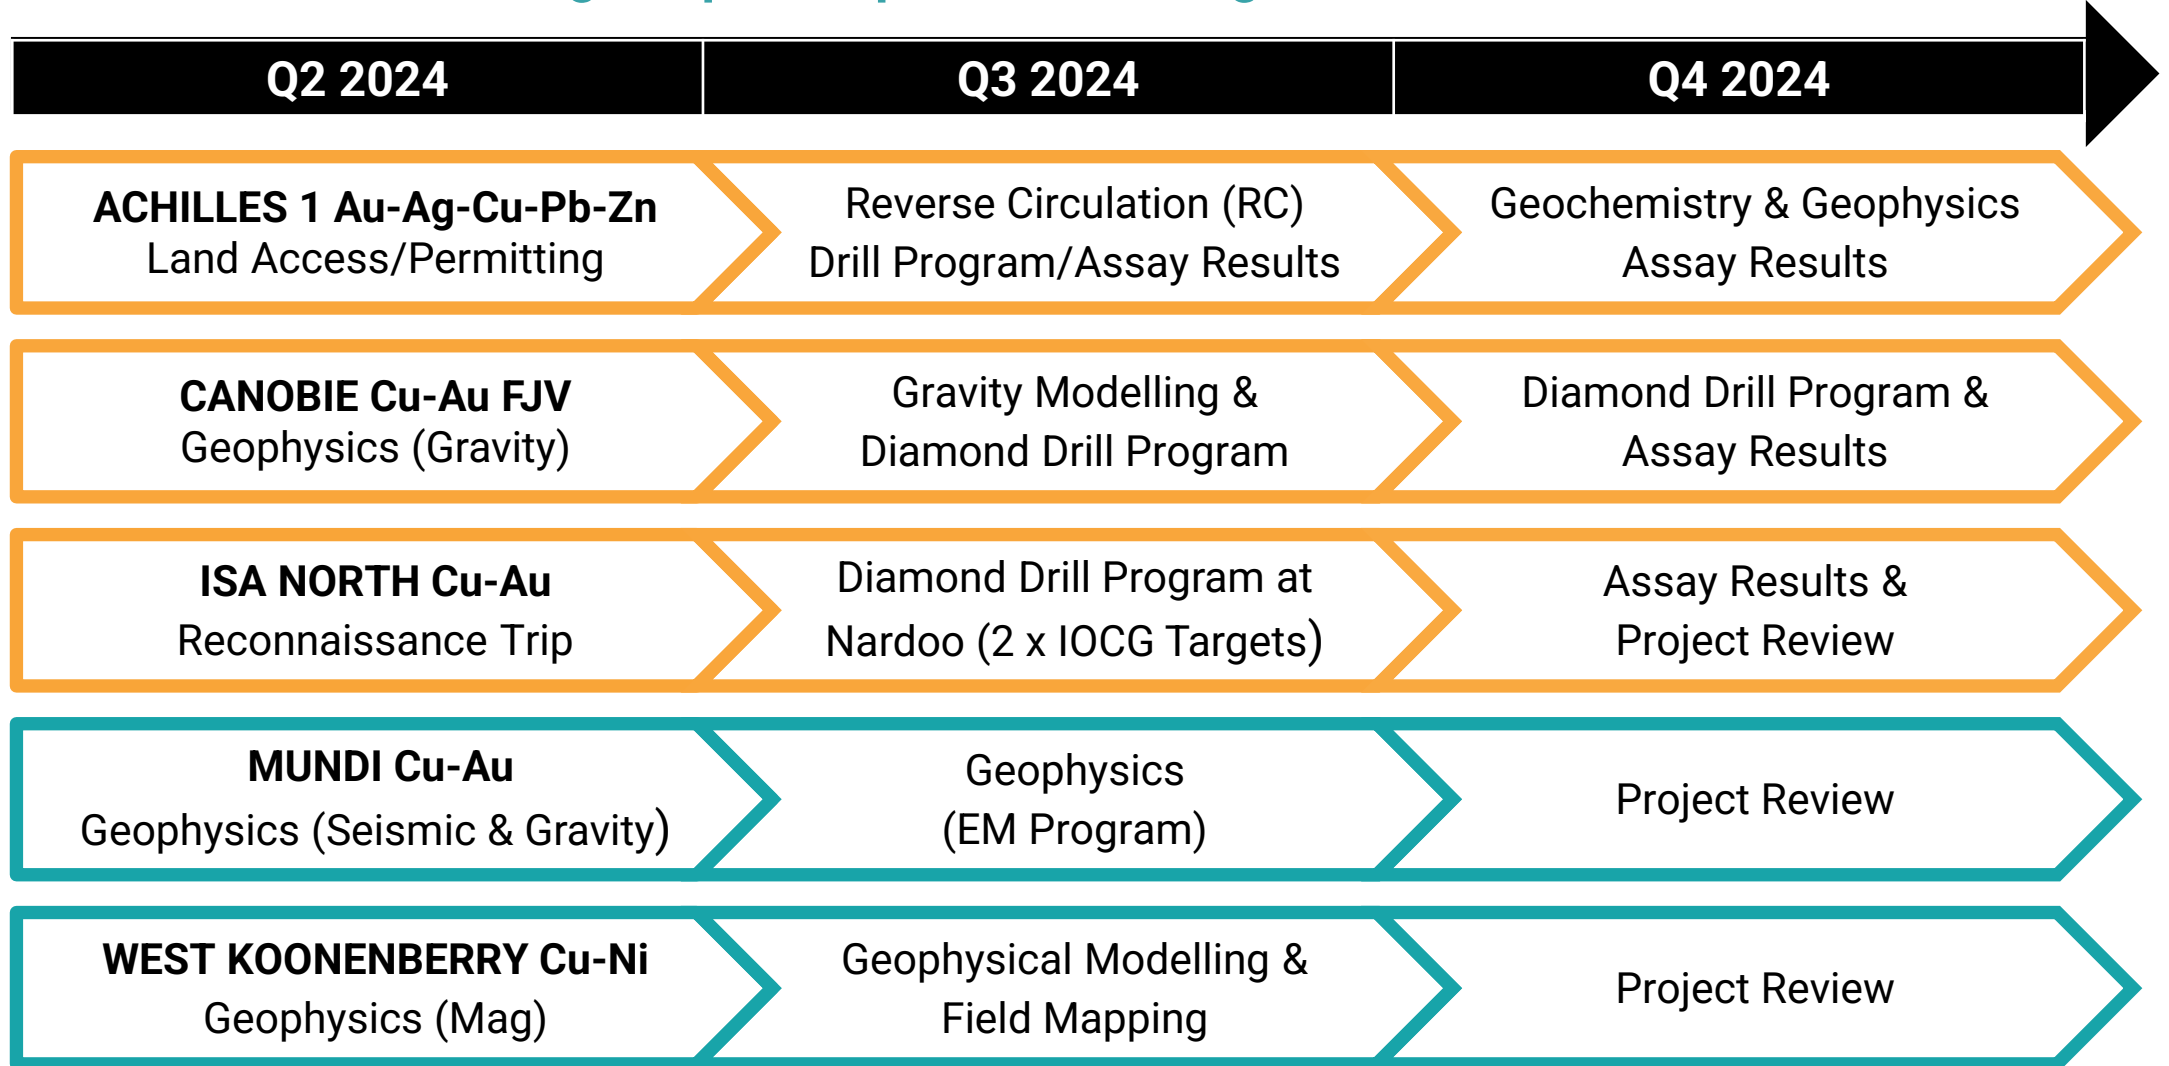 Q2 2024
Q3 2024
Q4 2024
ACHILLES 1 Au-Ag-Cu-Pb-Zn
Land Access/Permitting
Reverse Circulation (RC)
Drill Program/Assay Results
Geochemistry & Geophysics
Assay Results
CANOBIE Cu-Au FJV
Geophysics (Gravity)
Gravity Modelling &
Diamond Drill Program
Diamond Drill Program &
Assay Results
ISA NORTH Cu-Au
Reconnaissance Trip
Diamond Drill Program at
Nardoo (2 x IOCG Targets)
Assay Results &
Project Review
MUNDI Cu-Au
Geophysics (Seismic & Gravity)
Geophysics
(EM Program)
Project Review
WEST KOONENBERRY Cu-Ni
Geophysics (Mag)
Geophysical Modelling &
Field Mapping
Project Review